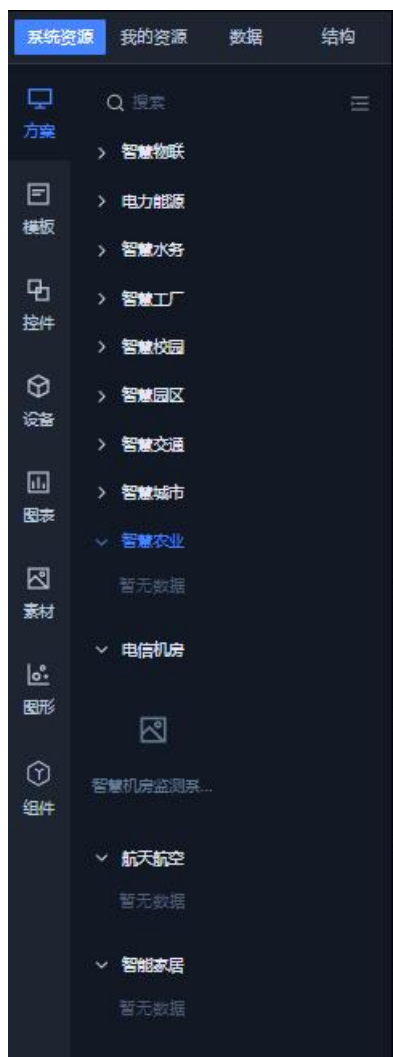 系统资源 我的资源 数据 结构
方案
模板
控件
设备
图表
素材
图形
组件
搜索
智慧物联
电力能源
智慧水务
智慧工厂
智慧校园
智慧园区
智慧交通
智慧城市
智慧农业
暂无数据
电信机房
智慧机房监测系...
航天航空
暂无数据
智能家居
暂无数据